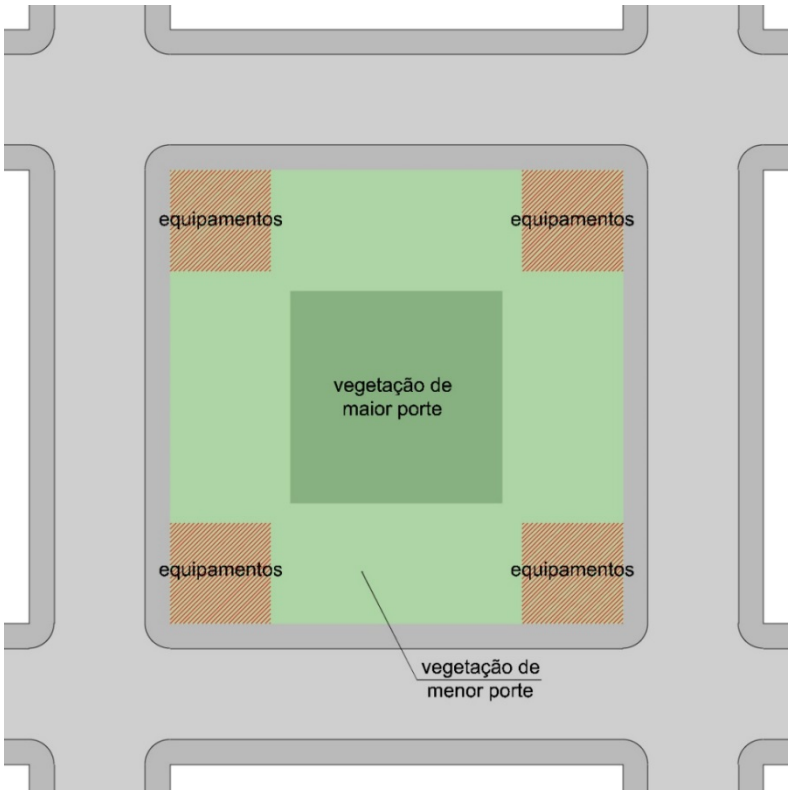 equipamentos
equipamentos
vegetação de
maior porte
equipamentos
equipamentos
vegetação de
menor porte